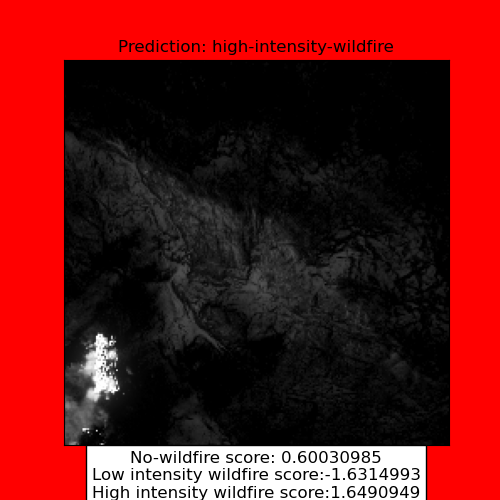 Prediction: high-intensity-wildfire
No-wildfire score: 0.60030985
Low intensity wildfire score:-1.6314993
High intensity wildfire score:1.6490949